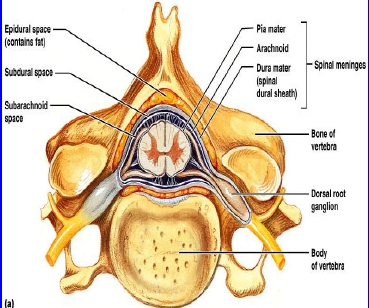 Epidural space
(contains fat)
Subdural space
Subarachnoid
space
Pia mater
Arachnoid
Dura mater
(spinal
dural sheath)
Spinal meninges
Bone of
vertebra
Dorsal root
ganglion
Body
of vertebra
(a)